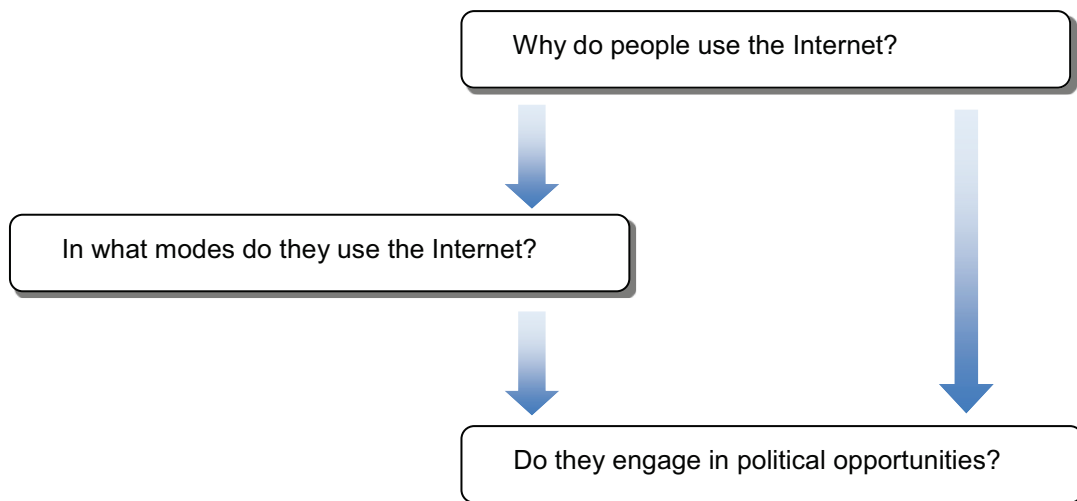 Why do people use the Internet?
In what modes do they use the Internet?
Do they engage in political opportunities?